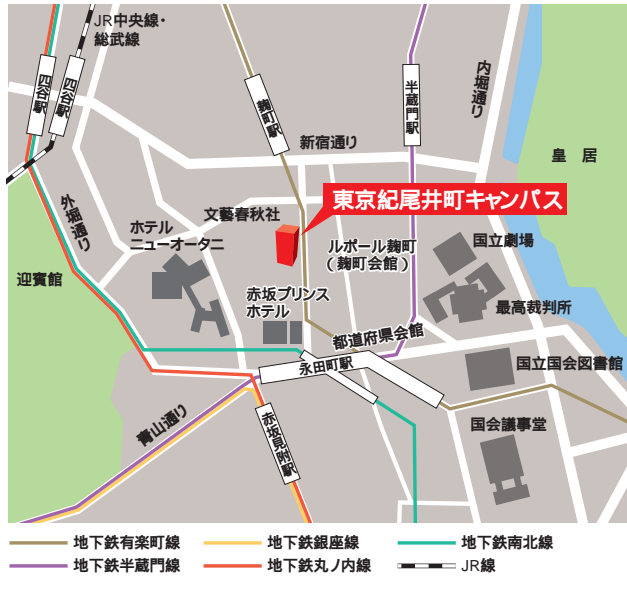 JR中央線・
総武線
四谷駅
四谷駅
麹町駅
半蔵門駅
内堀通り
新宿通り
皇居
東京紀尾井町キャンパス
外堀通り
文藝春秋社
ホテル
ニューオータニ
ルポール麹町
(麹町会館)
国立劇場
迎賓館
赤坂プリンス
ホテル
最高裁判所
都道府県会館
永田町駅
国立国会図書館
青山通り
赤坂見附駅
国会議事堂
地下鉄有楽町線
地下鉄銀座線
地下鉄南北線
地下鉄半蔵門線
地下鉄丸ノ内線
JR線